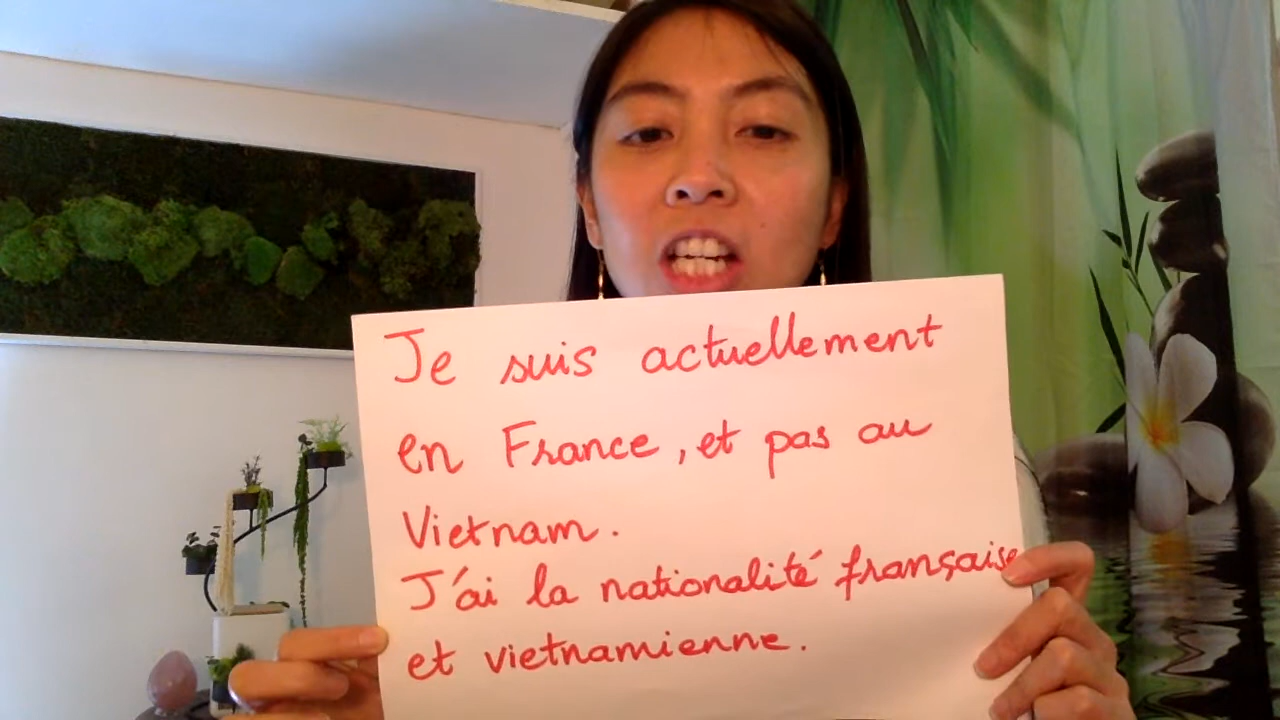 Je suis actuellement
en France, et pas au
Vietnam.
J'ai la nationalité française
et vietnamienne.